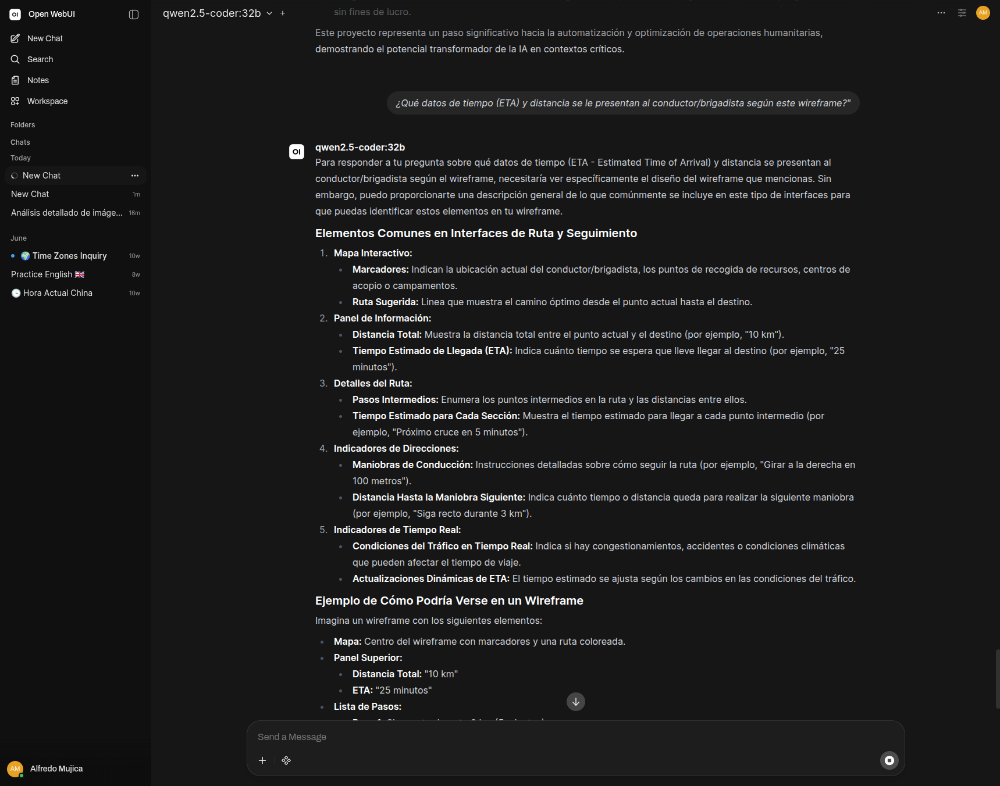 OI Open WebUI
New Chat
Search
Notes
Workspace
Folders
Chats
Today
New Chat
New Chat 1m
Análisis detallado de imáge... 16m
June
🌍 Time Zones Inquiry 10w
Practice English 🇬🇧 8w
🕒 Hora Actual China 10w
AM Alfredo Mujica
qwen2.5-coder:32b
AM
sin fines de lucro.
Este proyecto representa un paso significativo hacia la automatización y optimización de operaciones humanitarias,
demostrando el potencial transformador de la IA en contextos críticos.
¿Qué datos de tiempo (ETA) y distancia se le presentan al conductor/brigadista según este wireframe?"
OI qwen2.5-coder:32b
Para responder a tu pregunta sobre qué datos de tiempo (ETA - Estimated Time of Arrival) y distancia se presentan al
conductor/brigadista según el wireframe, necesitaría ver específicamente el diseño del wireframe que mencionas. Sin
embargo, puedo proporcionarte una descripción general de lo que comúnmente se incluye en este tipo de interfaces para
que puedas identificar estos elementos en tu wireframe.
Elementos Comunes en Interfaces de Ruta y Seguimiento
1. Mapa Interactivo:
• Marcadores: Indican la ubicación actual del conductor/brigadista, los puntos de recogida de recursos, centros de
acopio o campamentos.
• Ruta Sugerida: Linea que muestra el camino óptimo desde el punto actual hasta el destino.
2. Panel de Información:
• Distancia Total: Muestra la distancia total entre el punto actual y el destino (por ejemplo, "10 km").
• Tiempo Estimado de Llegada (ETA): Indica cuánto tiempo se espera que lleve llegar al destino (por ejemplo, "25
minutos").
3. Detalles del Ruta:
• Pasos Intermedios: Enumera los puntos intermedios en la ruta y las distancias entre ellos.
• Tiempo Estimado para Cada Sección: Muestra el tiempo estimado para llegar a cada punto intermedio (por
ejemplo, "Próximo cruce en 5 minutos").
4. Indicadores de Direcciones:
• Maniobras de Conducción: Instrucciones detalladas sobre cómo seguir la ruta (por ejemplo, "Girar a la derecha en
100 metros").
• Distancia Hasta la Maniobra Siguiente: Indica cuánto tiempo o distancia queda para realizar la siguiente maniobra
(por ejemplo, "Siga recto durante 3 km").
5. Indicadores de Tiempo Real:
• Condiciones del Tráfico en Tiempo Real: Indica si hay congestionamientos, accidentes o condiciones climáticas
que pueden afectar el tiempo de viaje.
• Actualizaciones Dinámicas de ETA: El tiempo estimado se ajusta según los cambios en las condiciones del tráfico.
Ejemplo de Cómo Podría Verse en un Wireframe
Imagina un wireframe con los siguientes elementos:
• Mapa: Centro del wireframe con marcadores y una ruta coloreada.
• Panel Superior:
• Distancia Total: "10 km"
• ETA: "25 minutos"
• Lista de Pasos:
Send a Message